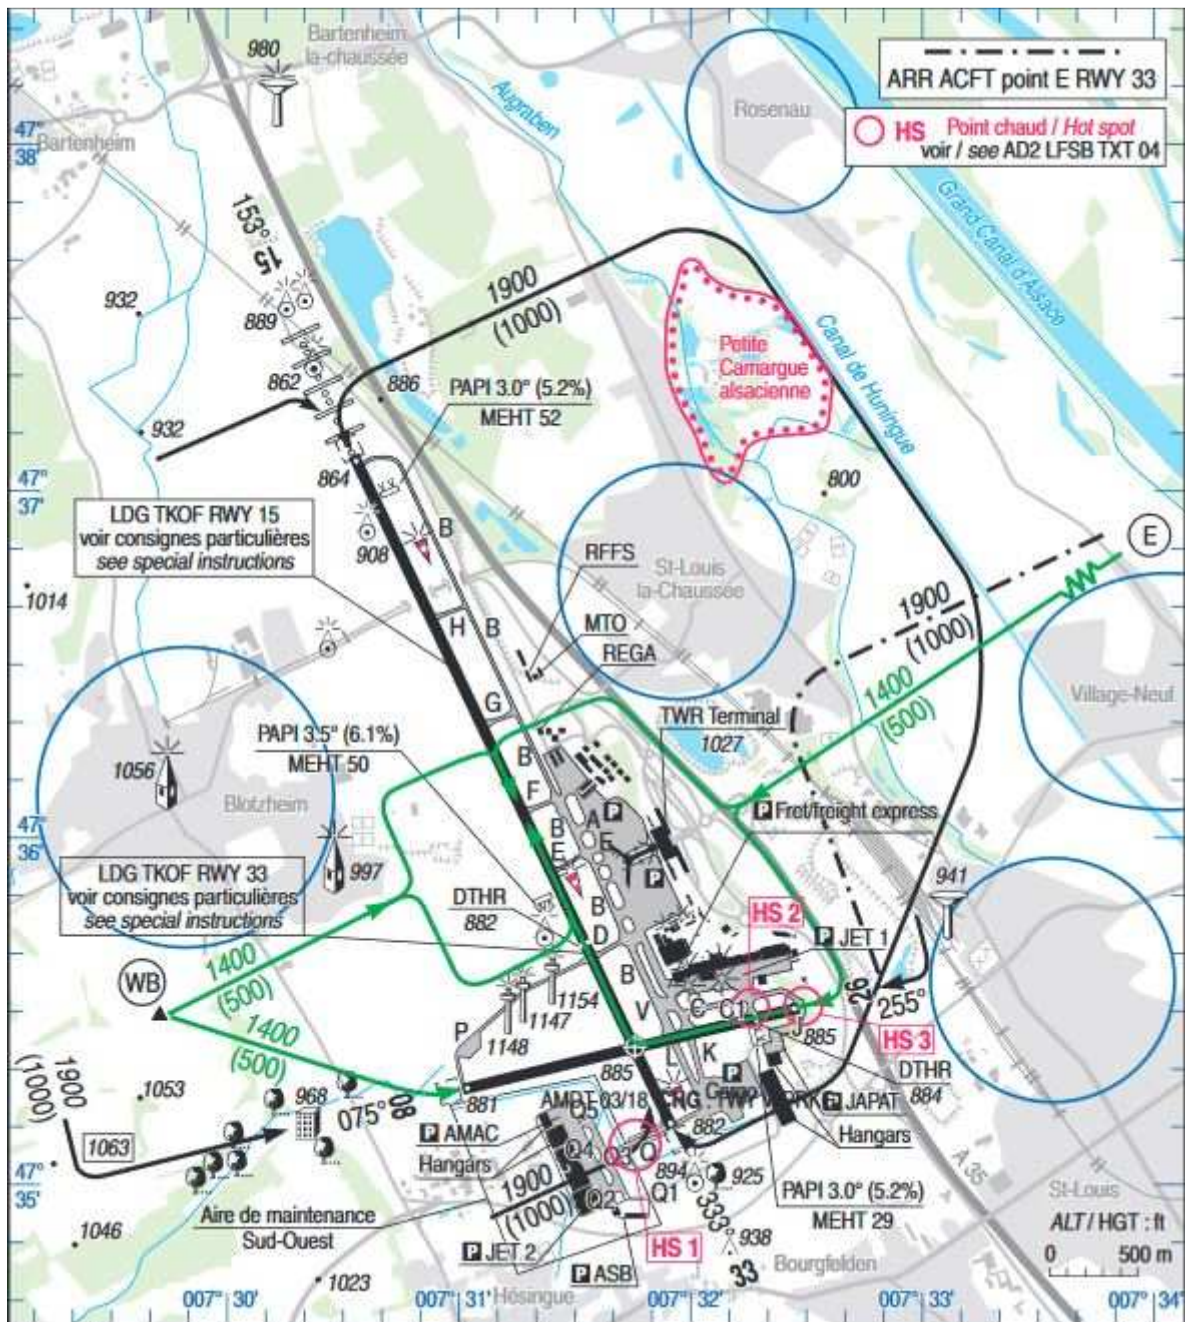 980
Bartenheim
la-chaussée
Augraben
Rosenau
ARR ACFT point E RWY 33
HS Point chaud / Hot spot
voir / see AD2 LFSB TXT 04
47°
38'
Bartenheim
Grand Canal d'Alsace
153°
15
932
889
1900
(1000)
Canal de Huningue
Petite
Camargue
alsacienne
862
886
PAPI 3.0° (5.2%)
MEHT 52
932
864
47°
37'
800
LDG TKOF RWY 15
voir consignes particulières
see special instructions
908
B
RFFS
St-Louis
la-Chaussée
E
1014
H
B
MTO
REGA
1900
(1000)
G
1400
(500)
Village-Neuf
PAPI 3.5° (6.1%)
MEHT 50
TWR Terminal
1027
1056
Blotzheim
B
F
P
P Fret/freight express
A
47°
36'
B
E
E
P
997
LDG TKOF RWY 33
voir consignes particulières
see special instructions
941
DTHR
882
B
D
HS 2
P JET 1
1400
(500)
WB
B
26
255°
1154
1147
1148
V
C
C1
J
885
HS 3
1400
(500)
P
K
L
885
DTHR
884
1900
(1000)
1053
968
075°
08
881
P
AMDT 03/18 CHG
P JAPAT
Q5
882
P AMAC
Hangars
1063
Hangars
Q4
Q3
Q
894
925
47°
35'
1900
(1000)
Q2
Q1
A 35
St-Louis
PAPI 3.0° (5.2%)
MEHT 29
Aire de maintenance
Sud-Ouest
1046
333°
33
938
P JET 2
HS 1
ALT / HGT : ft
0 500 m
Bourgfelden
P ASB
1023
Hésingue
007° 30'
007° 31'
007° 32'
007° 33'
007° 34'